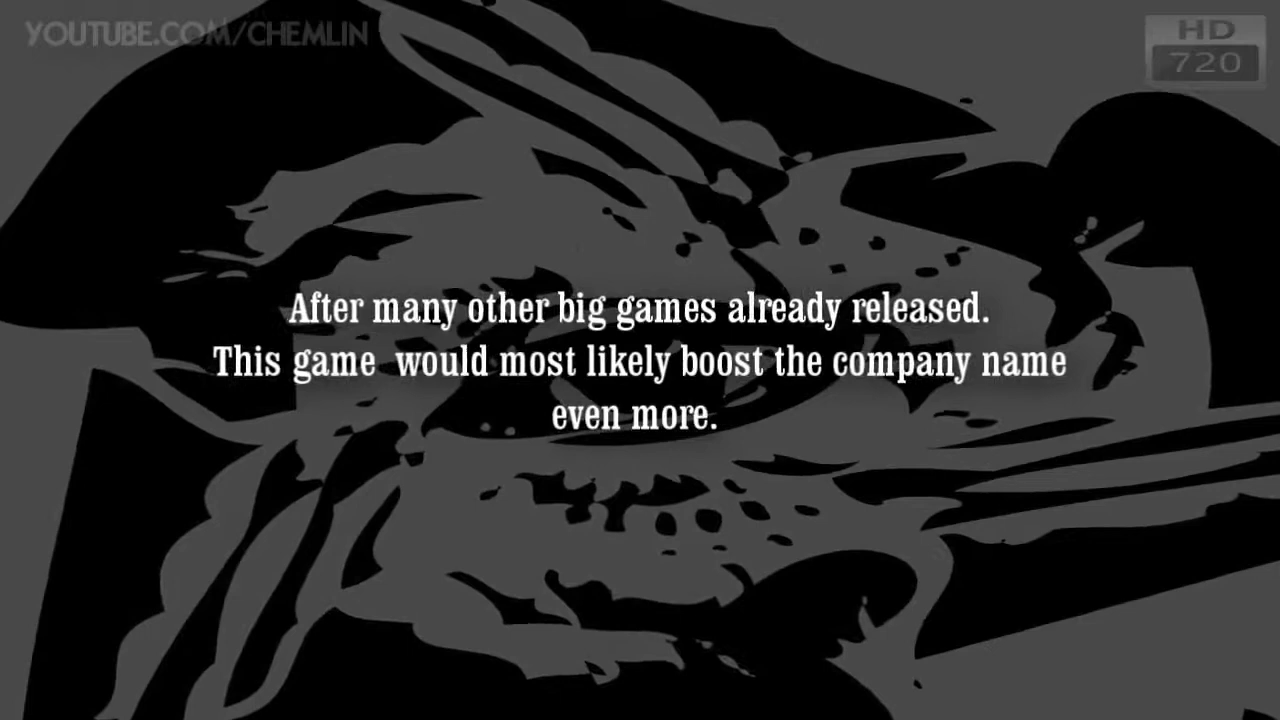 YOUTUBE.COM/CHEMLIN
HD
720
After many other big games already released.
This game would most likely boost the company name
even more.